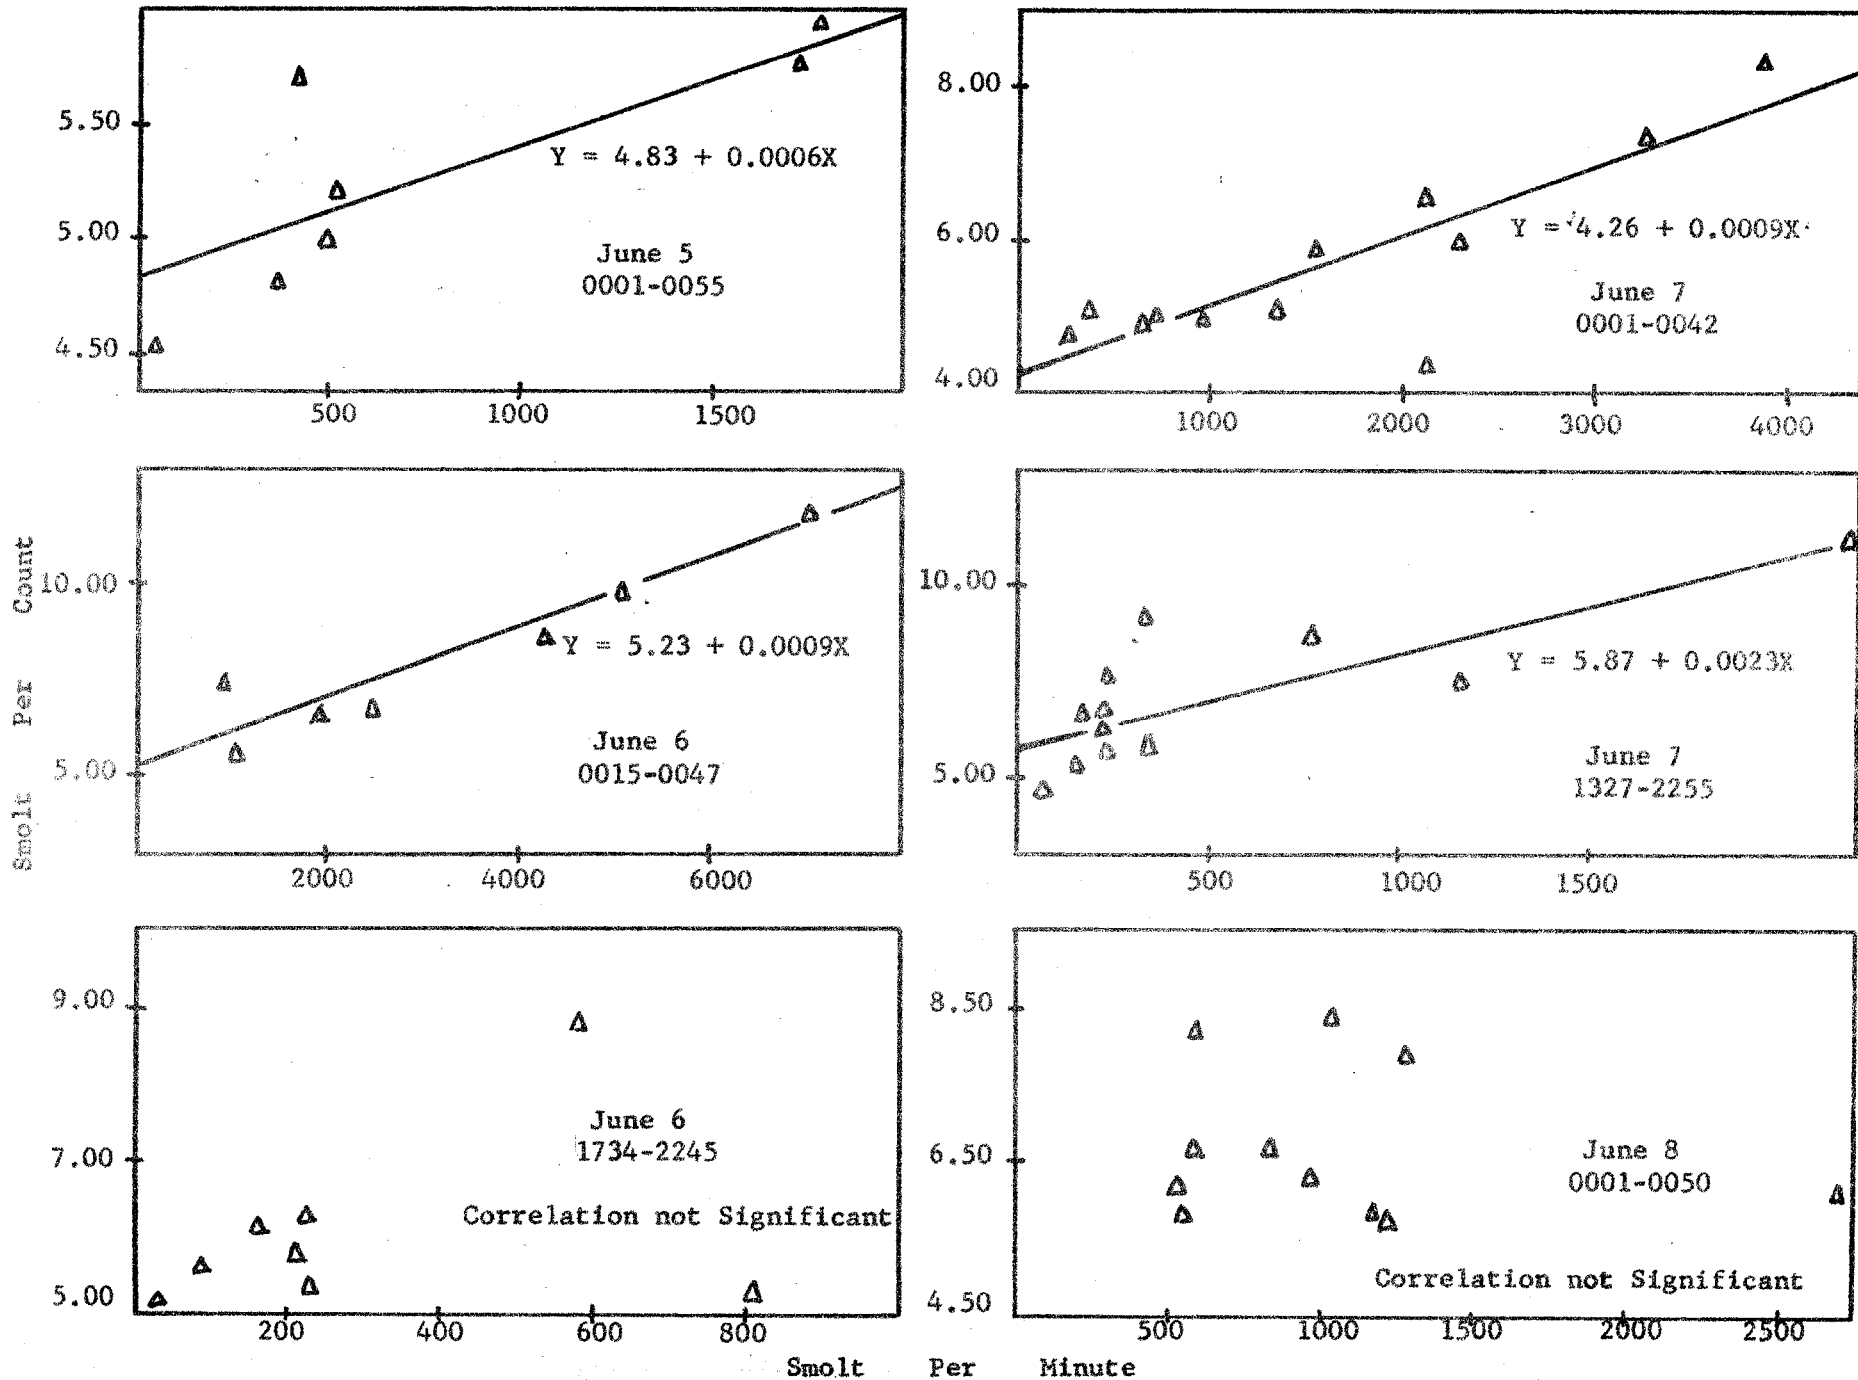 5.50
5.00
4.50
500 1000 1500
Y = 4.83 + 0.0006X
June 5
0001-0055
8.00
6.00
4.00
1000 2000 3000 4000
Y = 4.26 + 0.0009X
June 7
0001-0042
Smolt Per Count
10.00
5.00
2000 4000 6000
Y = 5.23 + 0.0009X
June 6
0015-0047
10.00
5.00
500 1000 1500
Y = 5.87 + 0.0023X
June 7
1327-2255
9.00
7.00
5.00
200 400 600 800
June 6
1734-2245
Correlation not Significant
8.50
6.50
4.50
500 1000 1500 2000 2500
June 8
0001-0050
Correlation not Significant
Smolt Per Minute